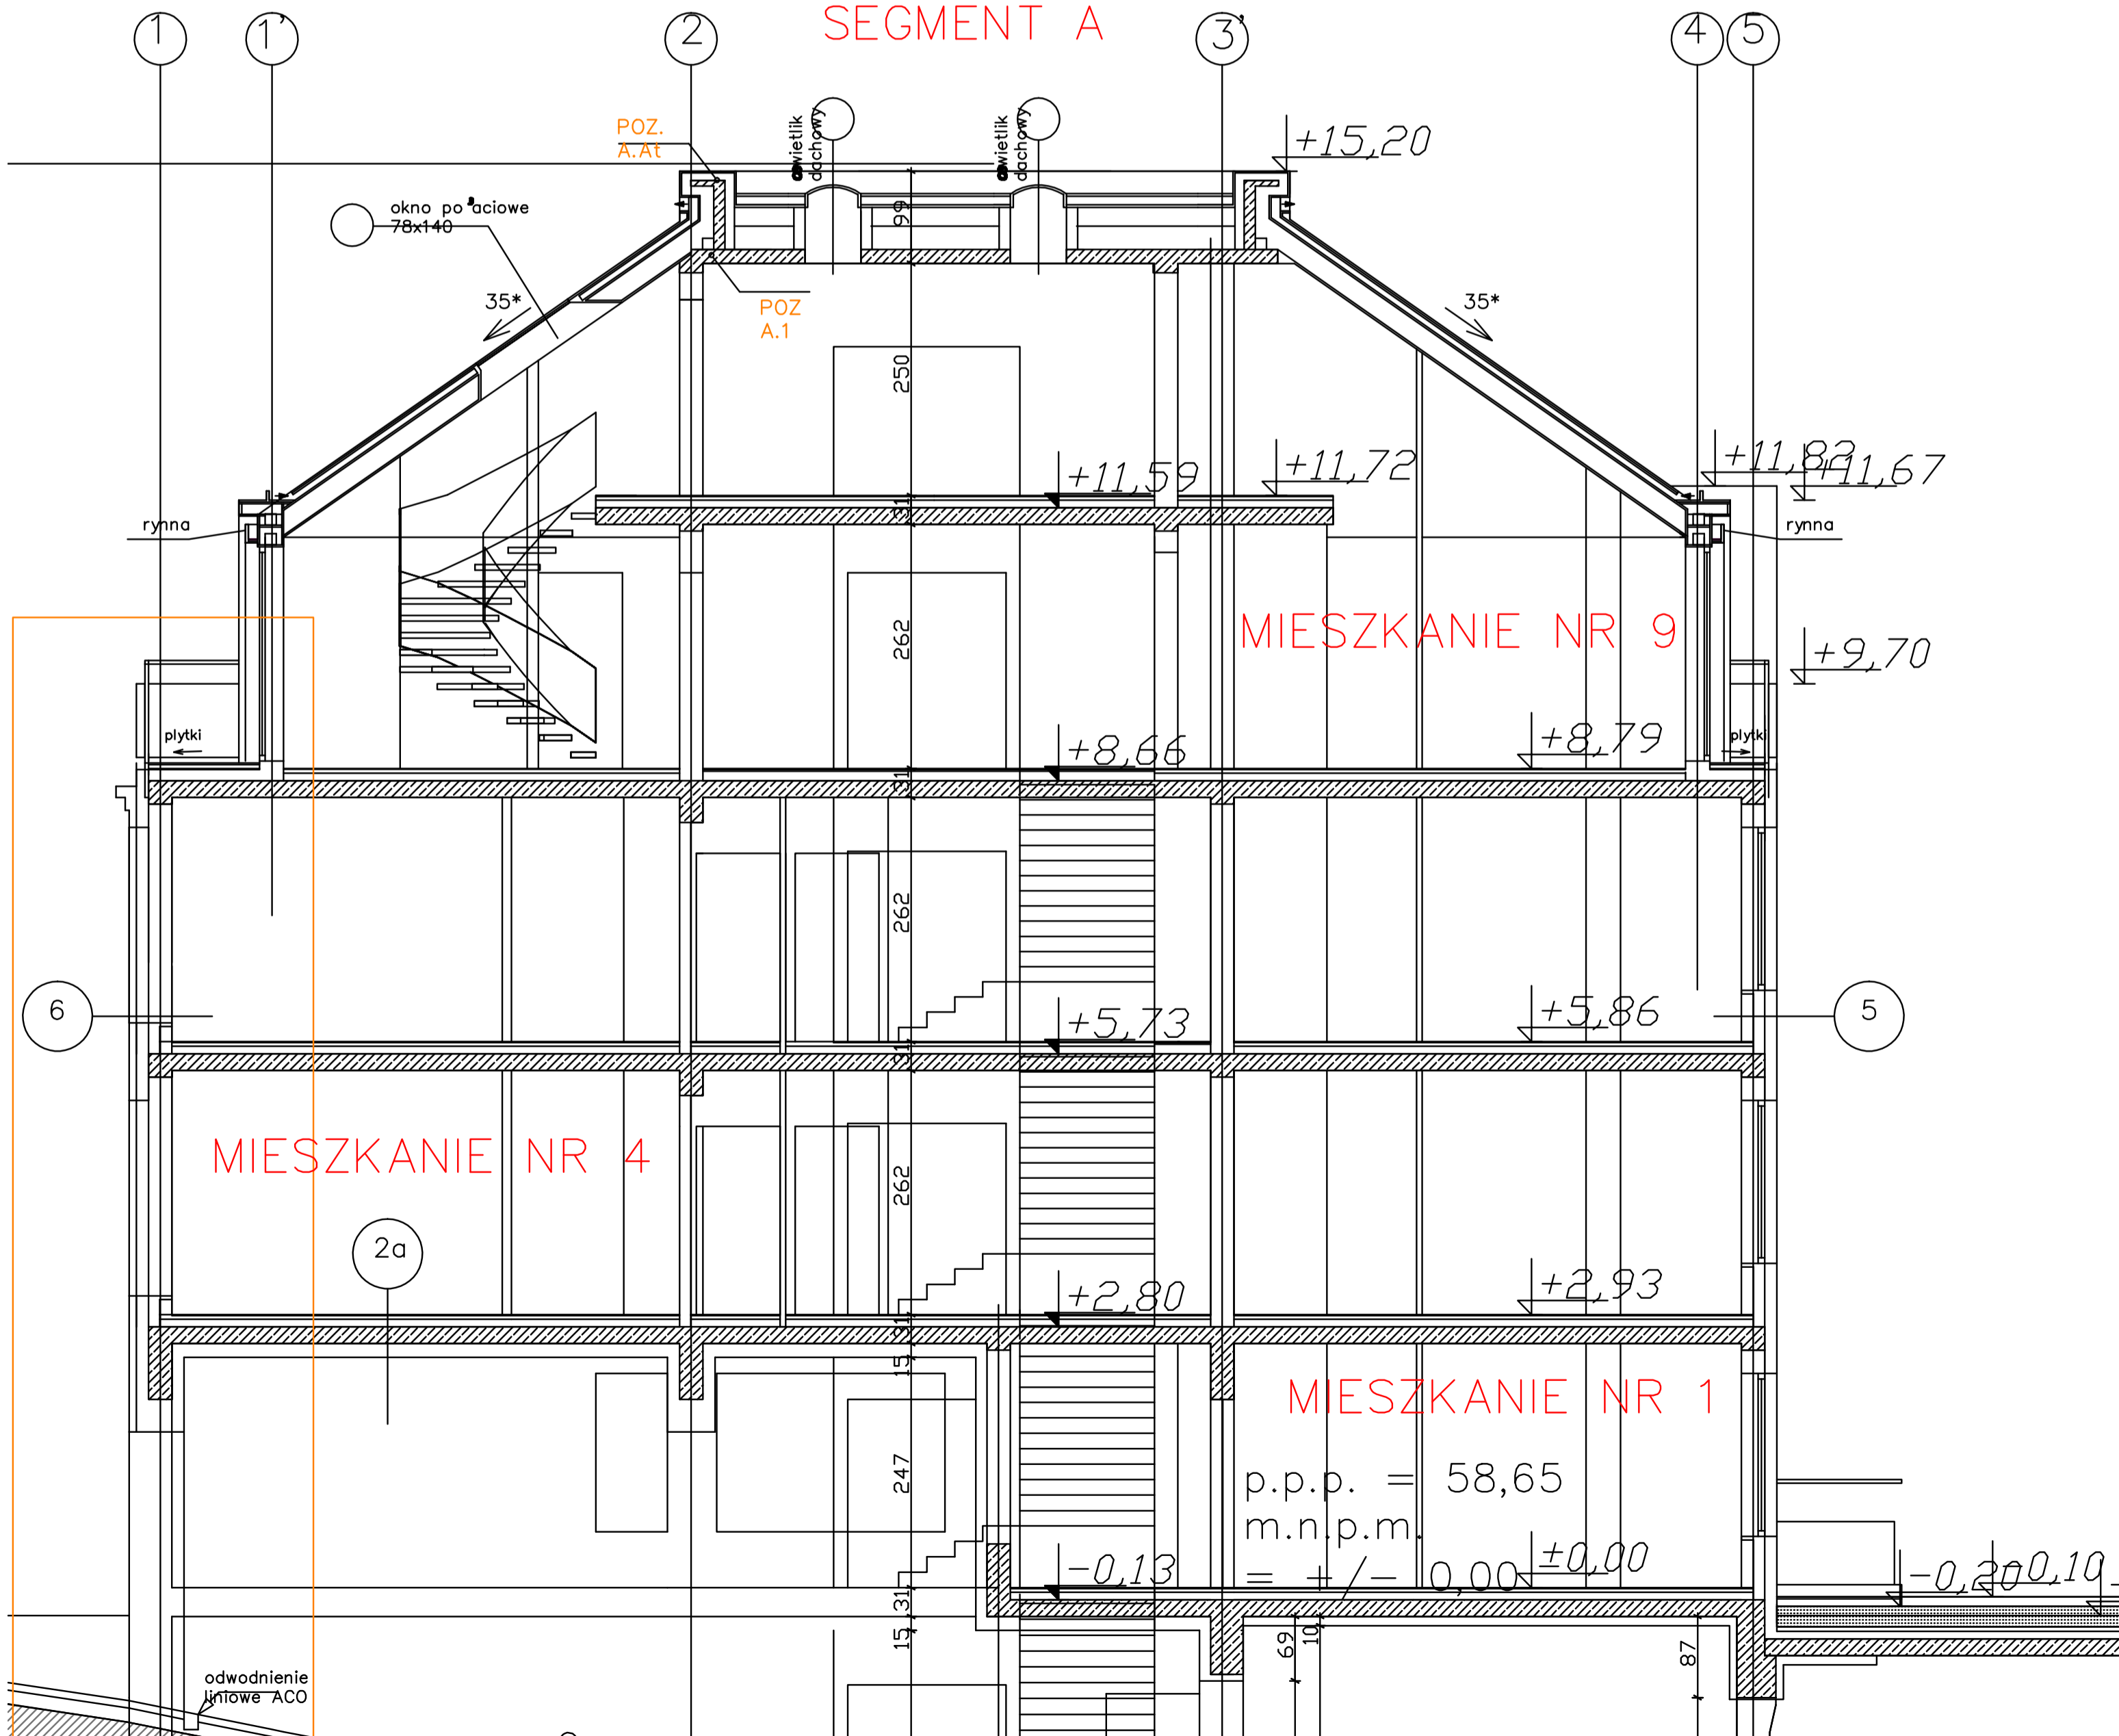 SEGMENT A
1
1'
2
3'
4
5
POZ.
A.At
dachowy
dachowy
+15,20
okno po aciowe
78x140
99
35*
35*
POZ
A.1
250
+11,59
+11,72
+11,82
+11,67
31
rynna
rynna
262
MIESZKANIE NR 9
+9,70
plytki
plytki
+8,66
+8,79
31
262
6
5
+5,73
+5,86
31
MIESZKANIE NR 4
262
2a
+2,80
+2,93
31
15
MIESZKANIE NR 1
247
p.p.p. = 58,65
m.n.p.m.
= +/- 0,00
-0,13
±0,00
-0,20
-0,10
31
15
69
10
87
odwodnienie
liniowe ACO